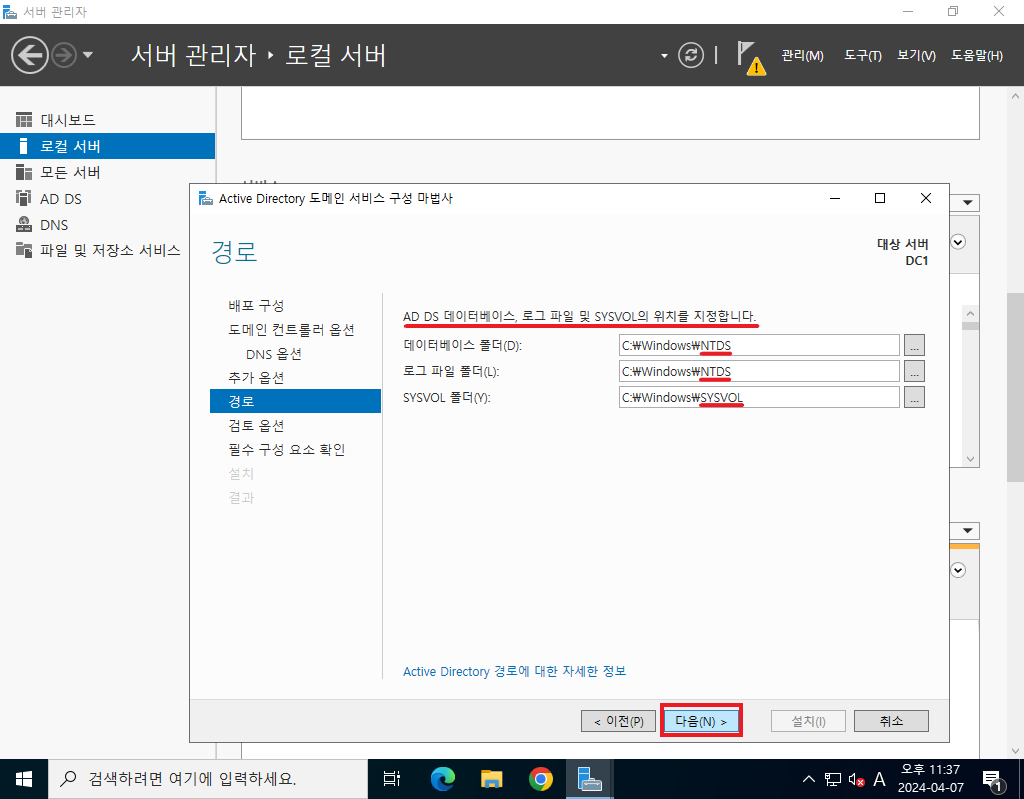 서버 관리자
서버 관리자 ‣ 로컬 서버
관리(M) 도구(T) 보기(V) 도움말(H)
대시보드
로컬 서버
모든 서버
AD DS
DNS
파일 및 저장소 서비스
Active Directory 도메인 서비스 구성 마법사
경로
대상 서버
DC1
배포 구성
도메인 컨트롤러 옵션
DNS 옵션
추가 옵션
경로
검토 옵션
필수 구성 요소 확인
설치
결과
AD DS 데이터베이스, 로그 파일 및 SYSVOL의 위치를 지정합니다.
데이터베이스 폴더(D): C:₩Windows₩NTDS ...
로그 파일 폴더(L): C:₩Windows₩NTDS ...
SYSVOL 폴더(Y): C:₩Windows₩SYSVOL ...
Active Directory 경로에 대한 자세한 정보
< 이전(P) 다음(N) > 설치(I) 취소
검색하려면 여기에 입력하세요.
A
오후 11:37
2024-04-07
1